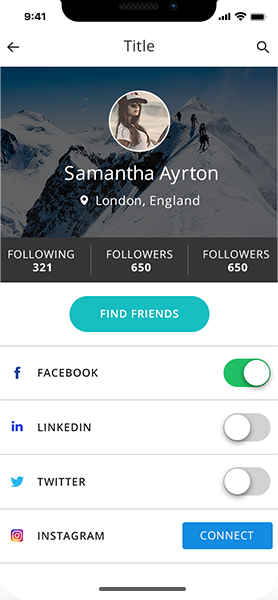 9:41
Title
Samantha Ayrton
London, England
FOLLOWING FOLLOWERS FOLLOWERS
321 650 650
FIND FRIENDS
f FACEBOOK
in LINKEDIN
TWITTER
INSTAGRAM CONNECT